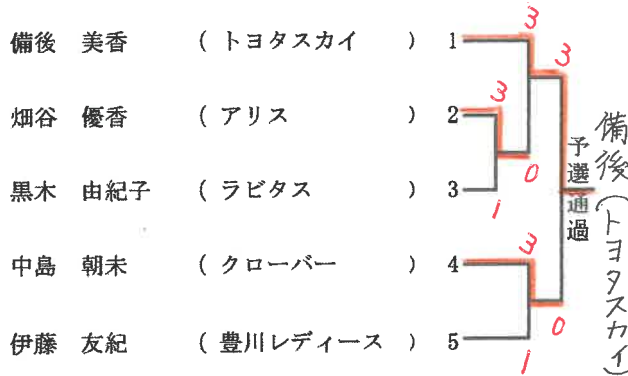 備後 美香 ( トヨタスカイ ) 1
畑谷 優香 ( アリス ) 2
黒木 由紀子 ( ラビタス ) 3
中島 朝未 ( クローバー ) 4
伊藤 友紀 ( 豊川レディース ) 5
3
3
3
0
1
3
0
1
予選通過
備後(トヨタスカイ)